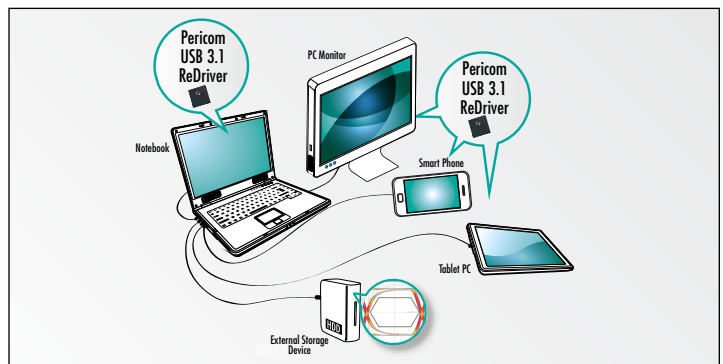 Pericom
USB 3.1
ReDriver
PC Monitor
Pericom
USB 3.1
ReDriver
Notebook
Smart Phone
Tablet PC
HDD
External Storage
Device